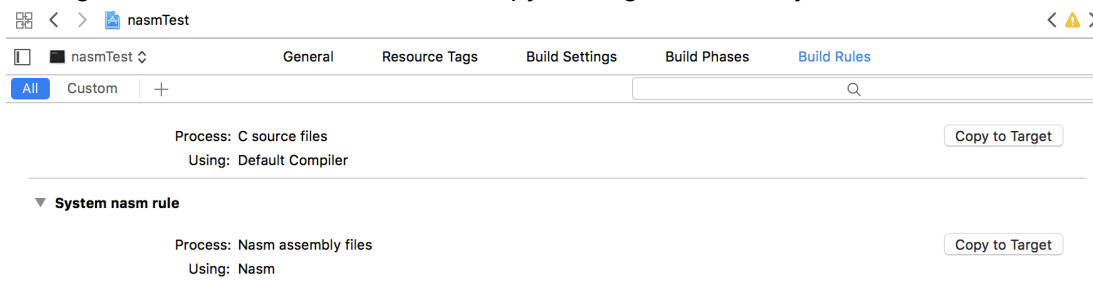 nasmTest
nasmTest General Resource Tags Build Settings Build Phases Build Rules
All Custom
Process: C source files Copy to Target
Using: Default Compiler
System nasm rule
Process: Nasm assembly files Copy to Target
Using: Nasm